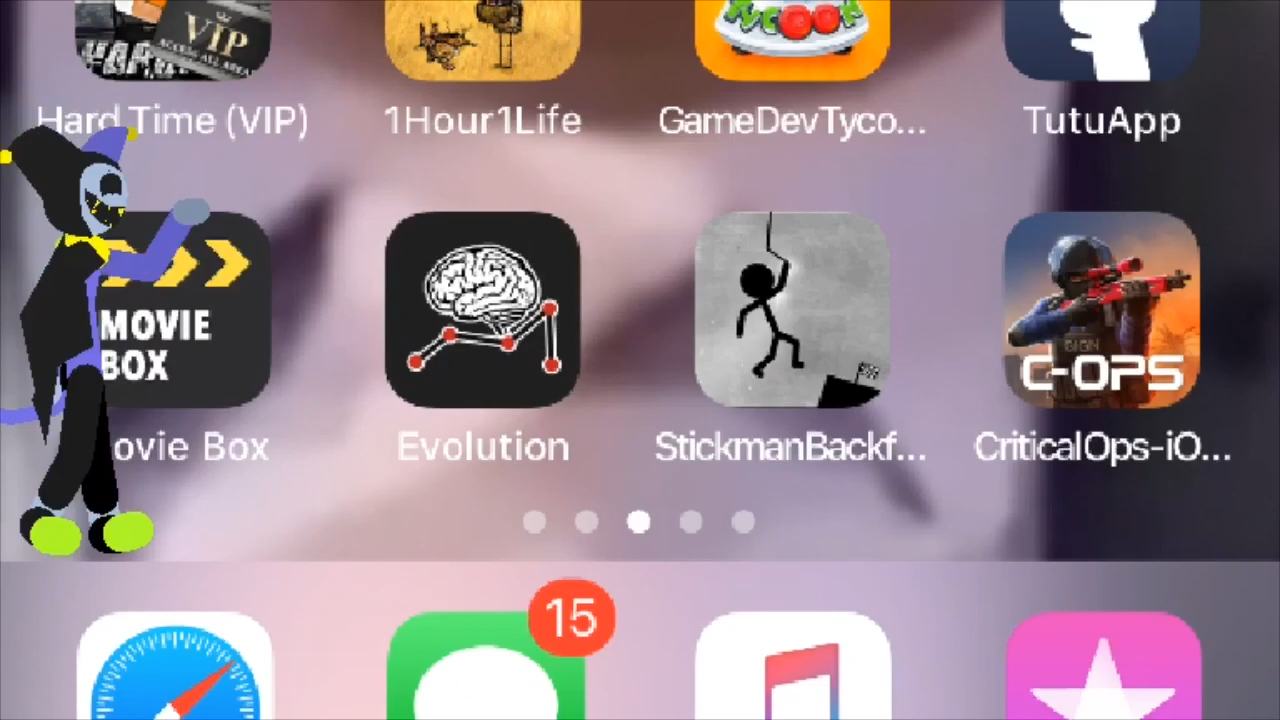 VIP
Hard Time (VIP)
1Hour1Life
GameDevTyco...
TutuApp
MOVIE
BOX
C-OPS
ovie Box
Evolution
StickmanBackf...
CriticalOps-iO...
15